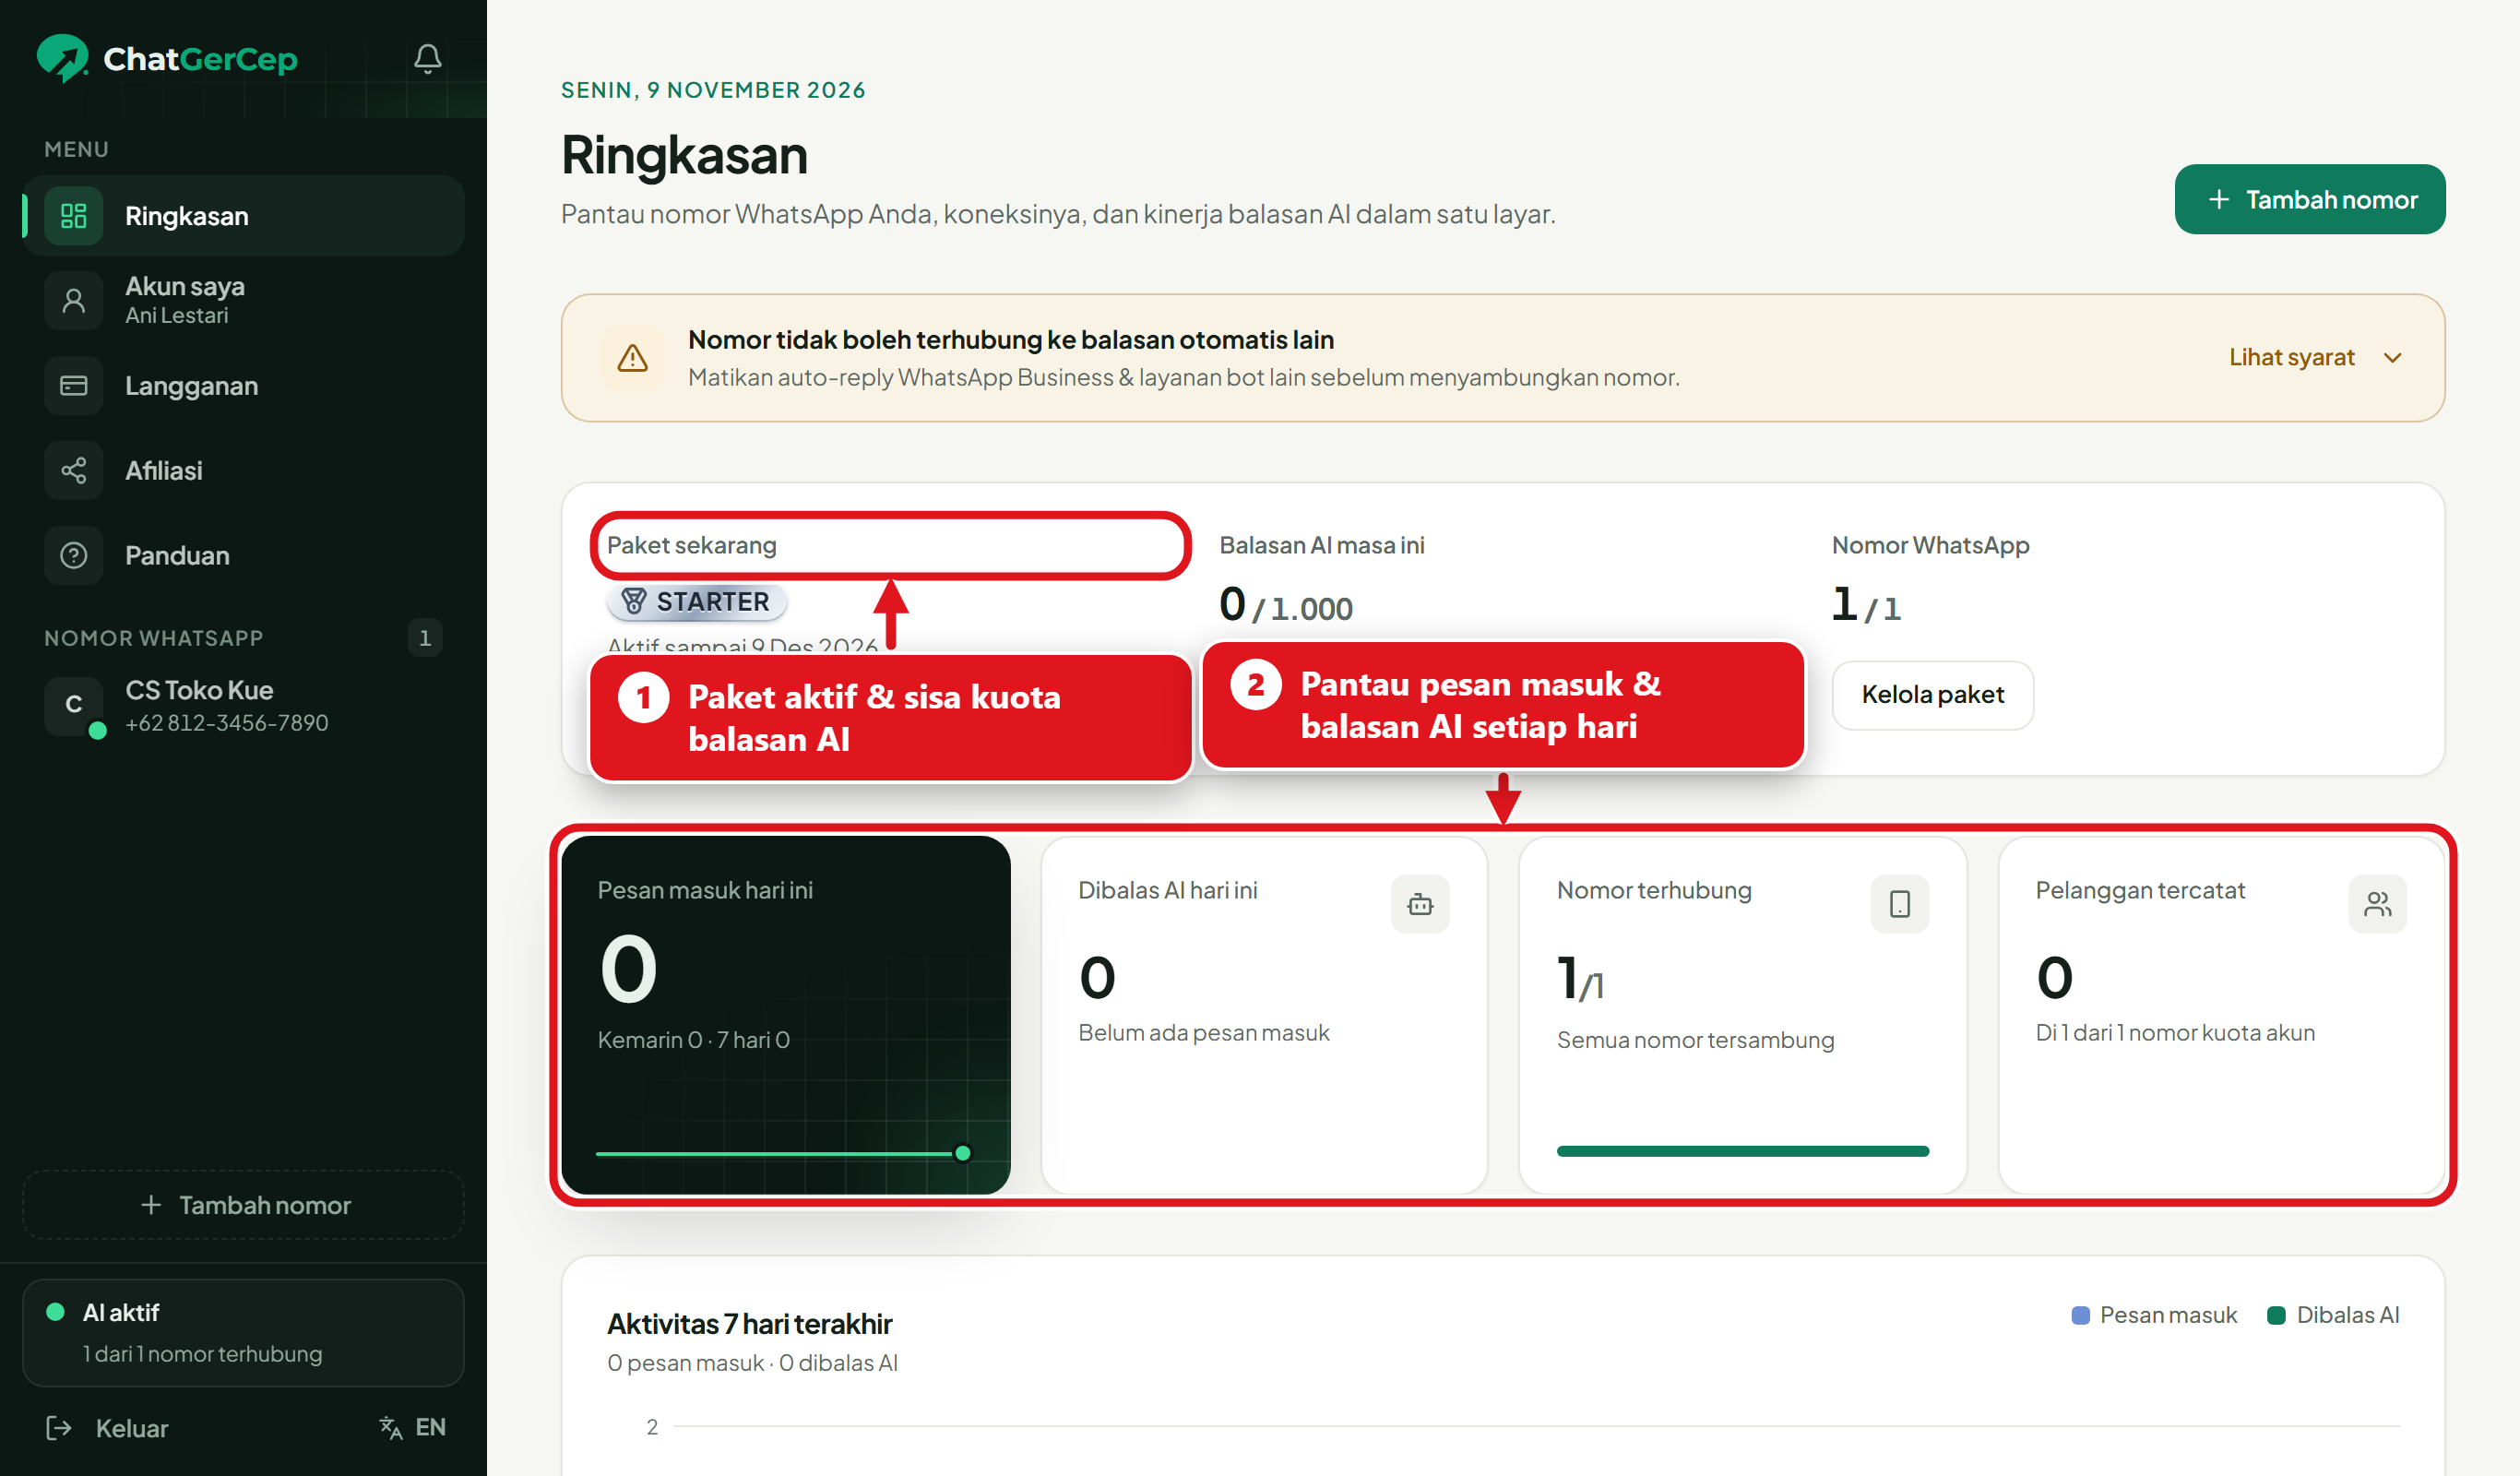 ChatGerCep
MENU
Ringkasan
Akun saya
Ani Lestari
Langganan
Afiliasi
Panduan
NOMOR WHATSAPP 1
C
CS Toko Kue
+62 812-3456-7890
+ Tambah nomor
AI aktif
1 dari 1 nomor terhubung
Keluar
EN
SENIN, 9 NOVEMBER 2026
Ringkasan
Pantau nomor WhatsApp Anda, koneksinya, dan kinerja balasan AI dalam satu layar.
+ Tambah nomor
Nomor tidak boleh terhubung ke balasan otomatis lain
Matikan auto-reply WhatsApp Business & layanan bot lain sebelum menyambungkan nomor.
Lihat syarat
Paket sekarang
STARTER
Aktif sampai 9 Des 2026
Balasan AI masa ini
0 / 1.000
Nomor WhatsApp
1 / 1
Kelola paket
1 Paket aktif & sisa kuota
balasan AI
2 Pantau pesan masuk &
balasan AI setiap hari
Pesan masuk hari ini
0
Kemarin 0 · 7 hari 0
Dibalas AI hari ini
0
Belum ada pesan masuk
Nomor terhubung
1/1
Semua nomor tersambung
Pelanggan tercatat
0
Di 1 dari 1 nomor kuota akun
Aktivitas 7 hari terakhir
0 pesan masuk · 0 dibalas AI
Pesan masuk
Dibalas AI
2